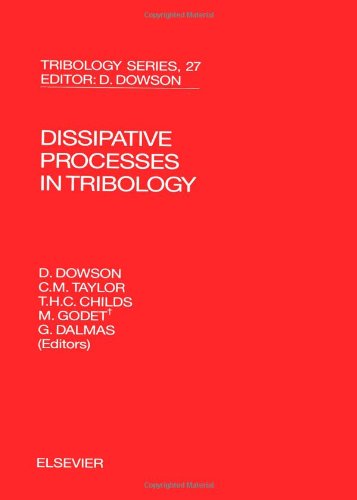 TRIBOLOGY SERIES, 27
EDITOR: D. DOWSON
DISSIPATIVE
PROCESSES
IN TRIBOLOGY
D. DOWSON
C.M. TAYLOR
T.H.C. CHILDS
M. GODET†
G. DALMAS
(Editors)
ELSEVIER